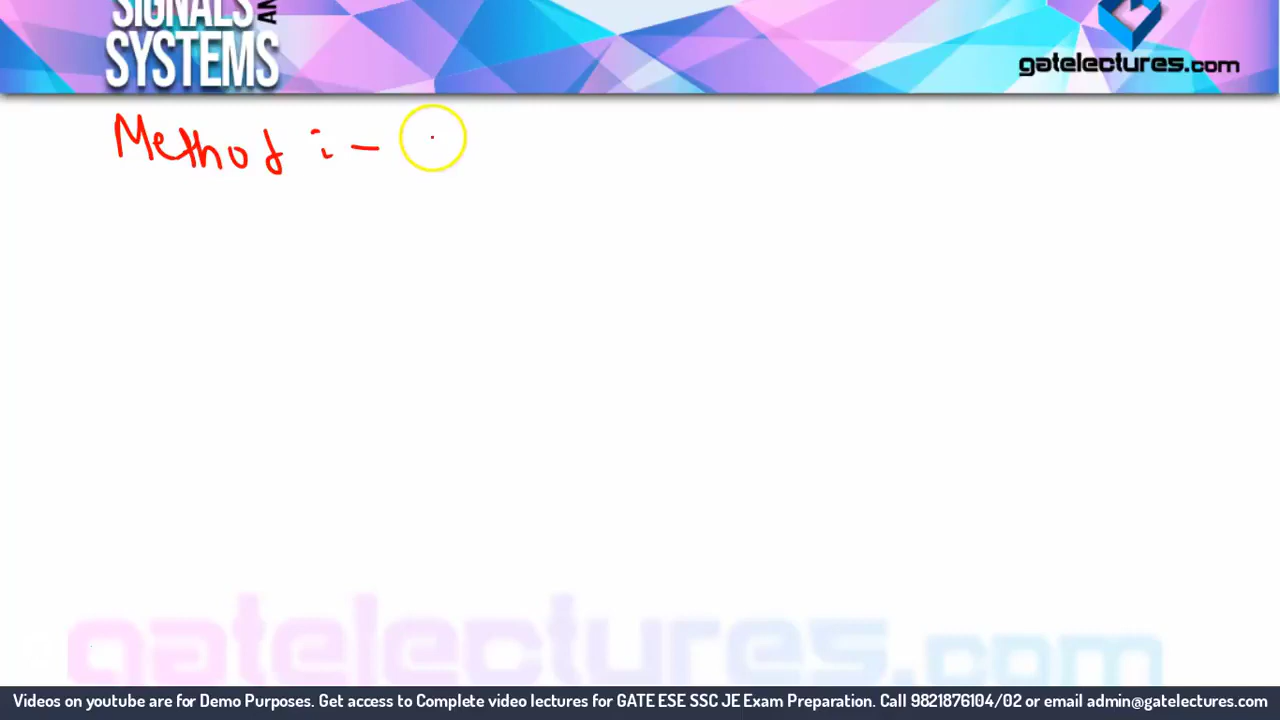 SIGNALS AN
SYSTEMS
gatelectures.com
Method :-
gatelectures.com
Videos on youtube are for Demo Purposes. Get access to Complete video lectures for GATE ESE SSC JE Exam Preparation. Call 9821876104/02 or email admin@gatelectures.com